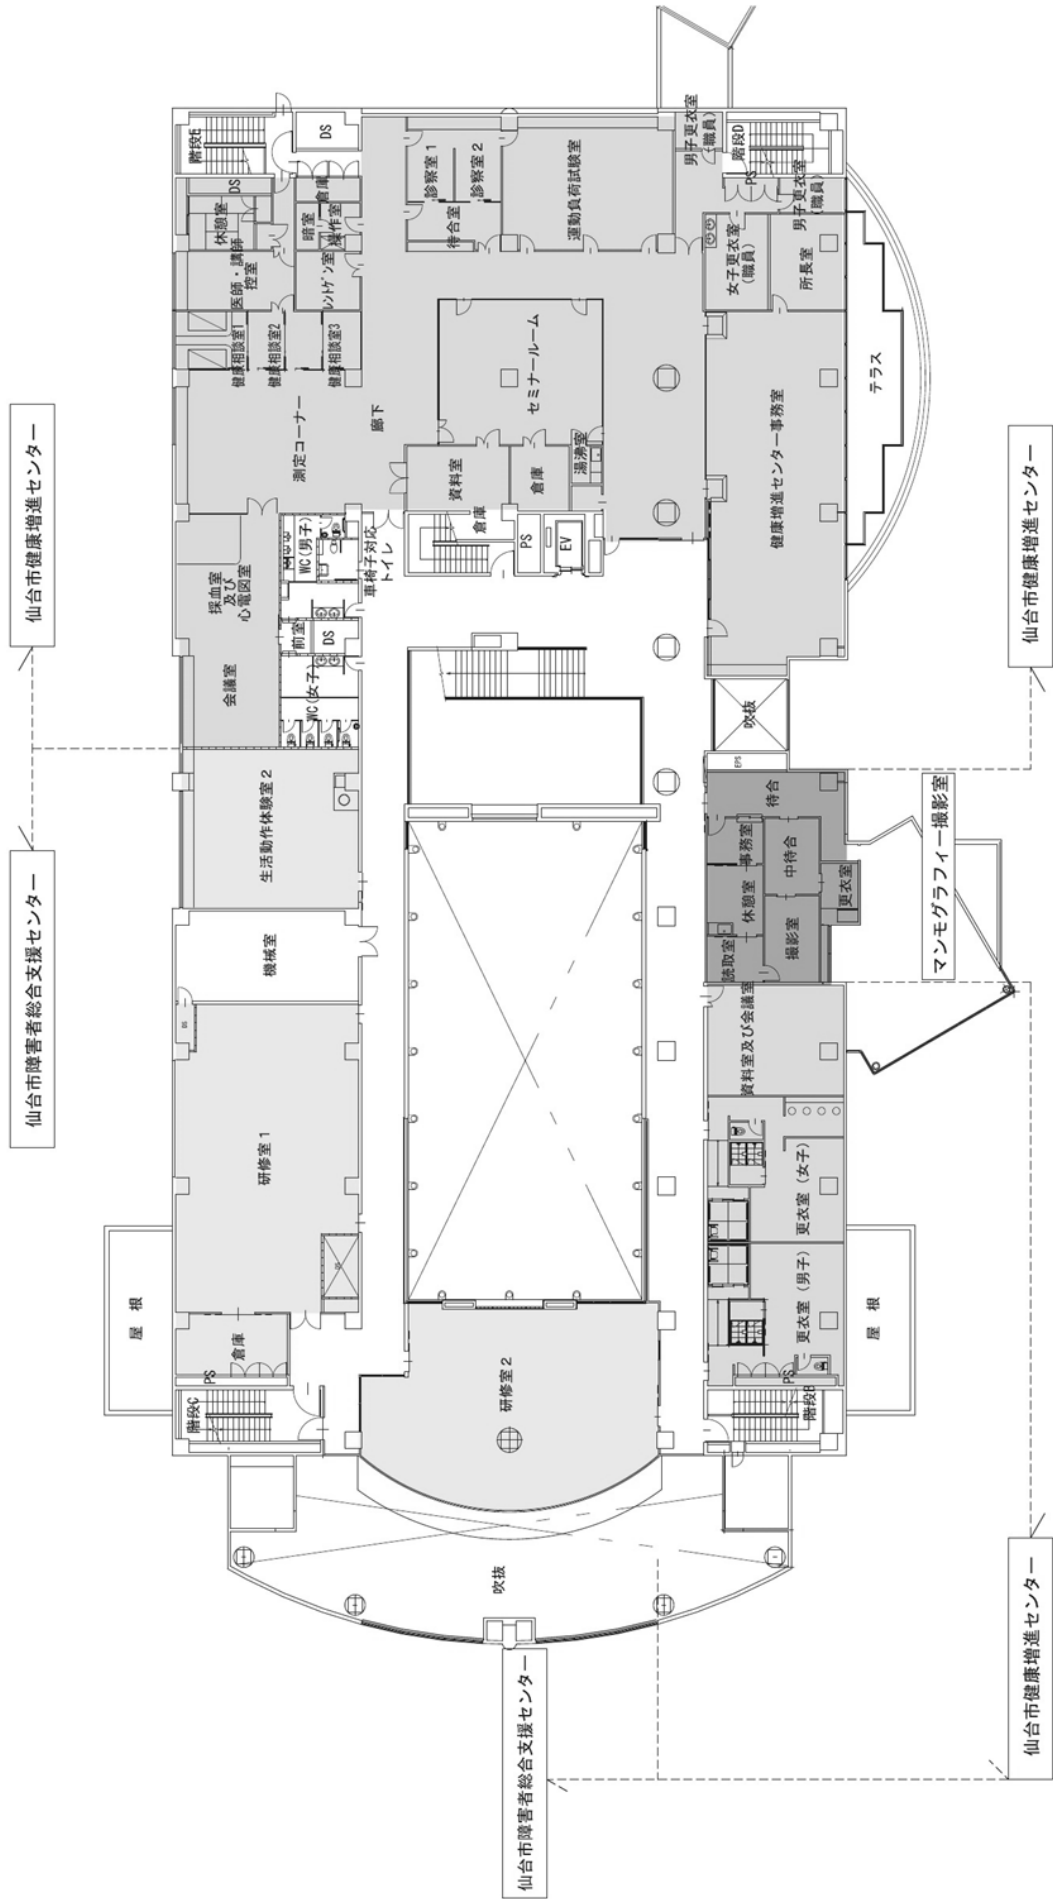 仙台市障害者総合支援センター
仙台市健康増進センター
屋根
階段C
PS
倉庫
研修室1
DS
DS
機械室
生活動作体験室2
会議室
採血室
及び
心電図室
WC(女子)
前室
DS
WC(男子)
車椅子対応
トイレ
測定コーナー
廊下
健康相談室1
健康相談室2
健康相談室3
医師・講師
控室
休憩室
DS
階段E
DS
レントゲン室
暗室
操作室
倉庫
吹抜
研修室2
倉庫
PS
EV
資料室
倉庫
湯沸室
セミナールーム
待合室
診察室1
診察室2
運動負荷試験室
階段B
PS
更衣室(男子)
更衣室(女子)
資料室及び会議室
読取室
休憩室
事務室
撮影室
中待合
待合
更衣室
EPS
吹抜
健康増進センター事務室
女子更衣室
(職員)
所長室
男子更衣室
(職員)
PS
男子更衣室
(職員)
階段D
屋根
テラス
マンモグラフィー撮影室
仙台市障害者総合支援センター
仙台市健康増進センター
仙台市健康増進センター